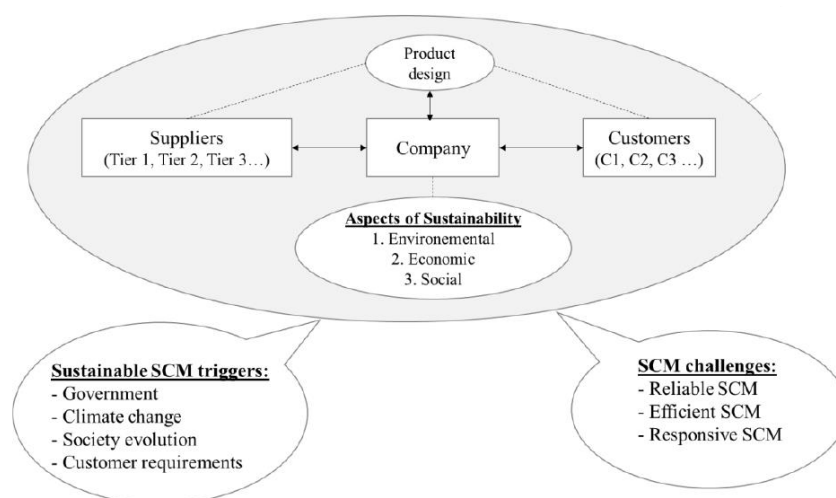 Product
design
Suppliers
(Tier 1, Tier 2, Tier 3…)
Company
Customers
(C1, C2, C3 …)
Aspects of Sustainability
1. Environemental
2. Economic
3. Social
Sustainable SCM triggers:
- Government
- Climate change
- Society evolution
- Customer requirements
SCM challenges:
- Reliable SCM
- Efficient SCM
- Responsive SCM